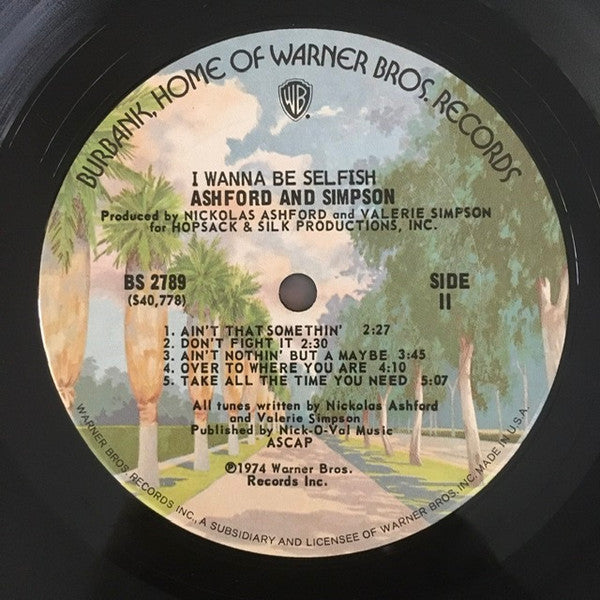 BURBANK, HOME OF WARNER BROS. RECORDS
WB
I WANNA BE SELFISH
ASHFORD AND SIMPSON
Produced by NICKOLAS ASHFORD and VALERIE SIMPSON
for HOPSACK & SILK PRODUCTIONS, INC.
BS 2789
(S40,778)
SIDE
II
1. AIN'T THAT SOMETHIN' 2:27
2. DON'T FIGHT IT 2:30
3. AIN'T NOTHIN' BUT A MAYBE 3:45
4. OVER TO WHERE YOU ARE 4:10
5. TAKE ALL THE TIME YOU NEED 5:07
All tunes written by Nickolas Ashford
and Valerie Simpson
Published by Nick-O-Val Music
ASCAP
℗1974 Warner Bros.
Records Inc.
WARNER BROS. RECORDS INC., A SUBSIDIARY AND LICENSEE OF WARNER BROS. INC. MADE IN U.S.A.